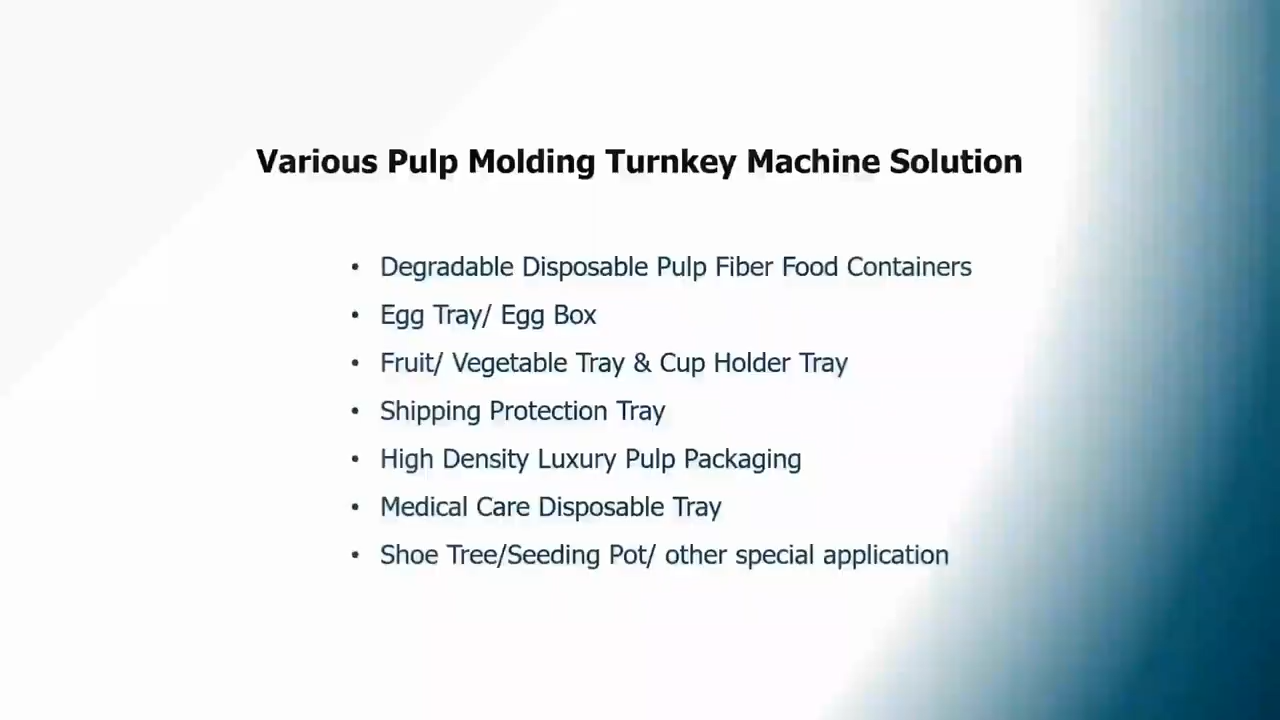 Various Pulp Molding Turnkey Machine Solution
• Degradable Disposable Pulp Fiber Food Containers
• Egg Tray/ Egg Box
• Fruit/ Vegetable Tray & Cup Holder Tray
• Shipping Protection Tray
• High Density Luxury Pulp Packaging
• Medical Care Disposable Tray
• Shoe Tree/Seeding Pot/ other special application